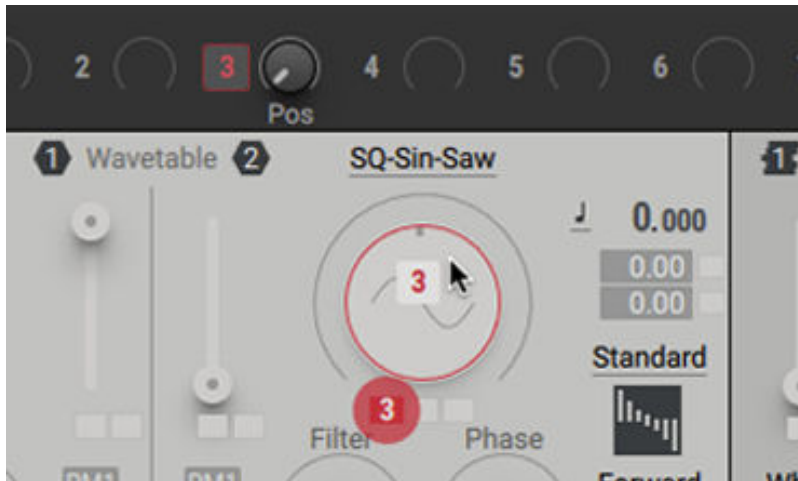 2 3 4 5 6
Pos
1 Wavetable 2 SQ-Sin-Saw 1
♩ 0.000
3 0.00
0.00
Standard
3
Filter Phase
Forward